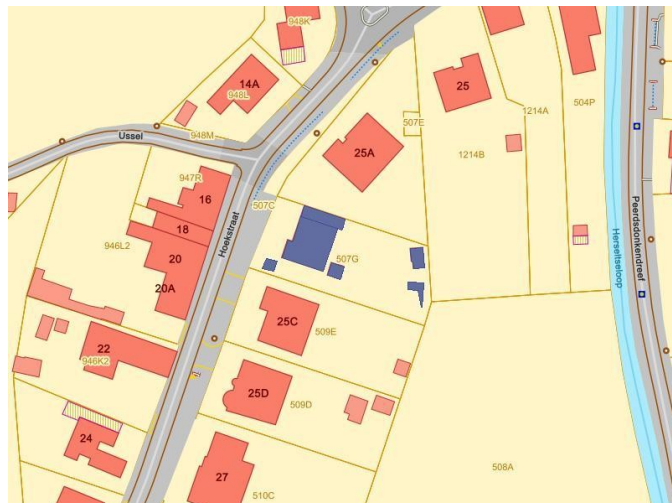 948K
14A
948L
25
507E
1214A
504P
Ussel
948M
25A
1214B
947R
16
507C
Peerdsdonkendreef
18
Hoekstraat
946L2
20
507G
Herseltseloop
20A
25C
509E
22
946K2
25D
509D
24
27
508A
510C